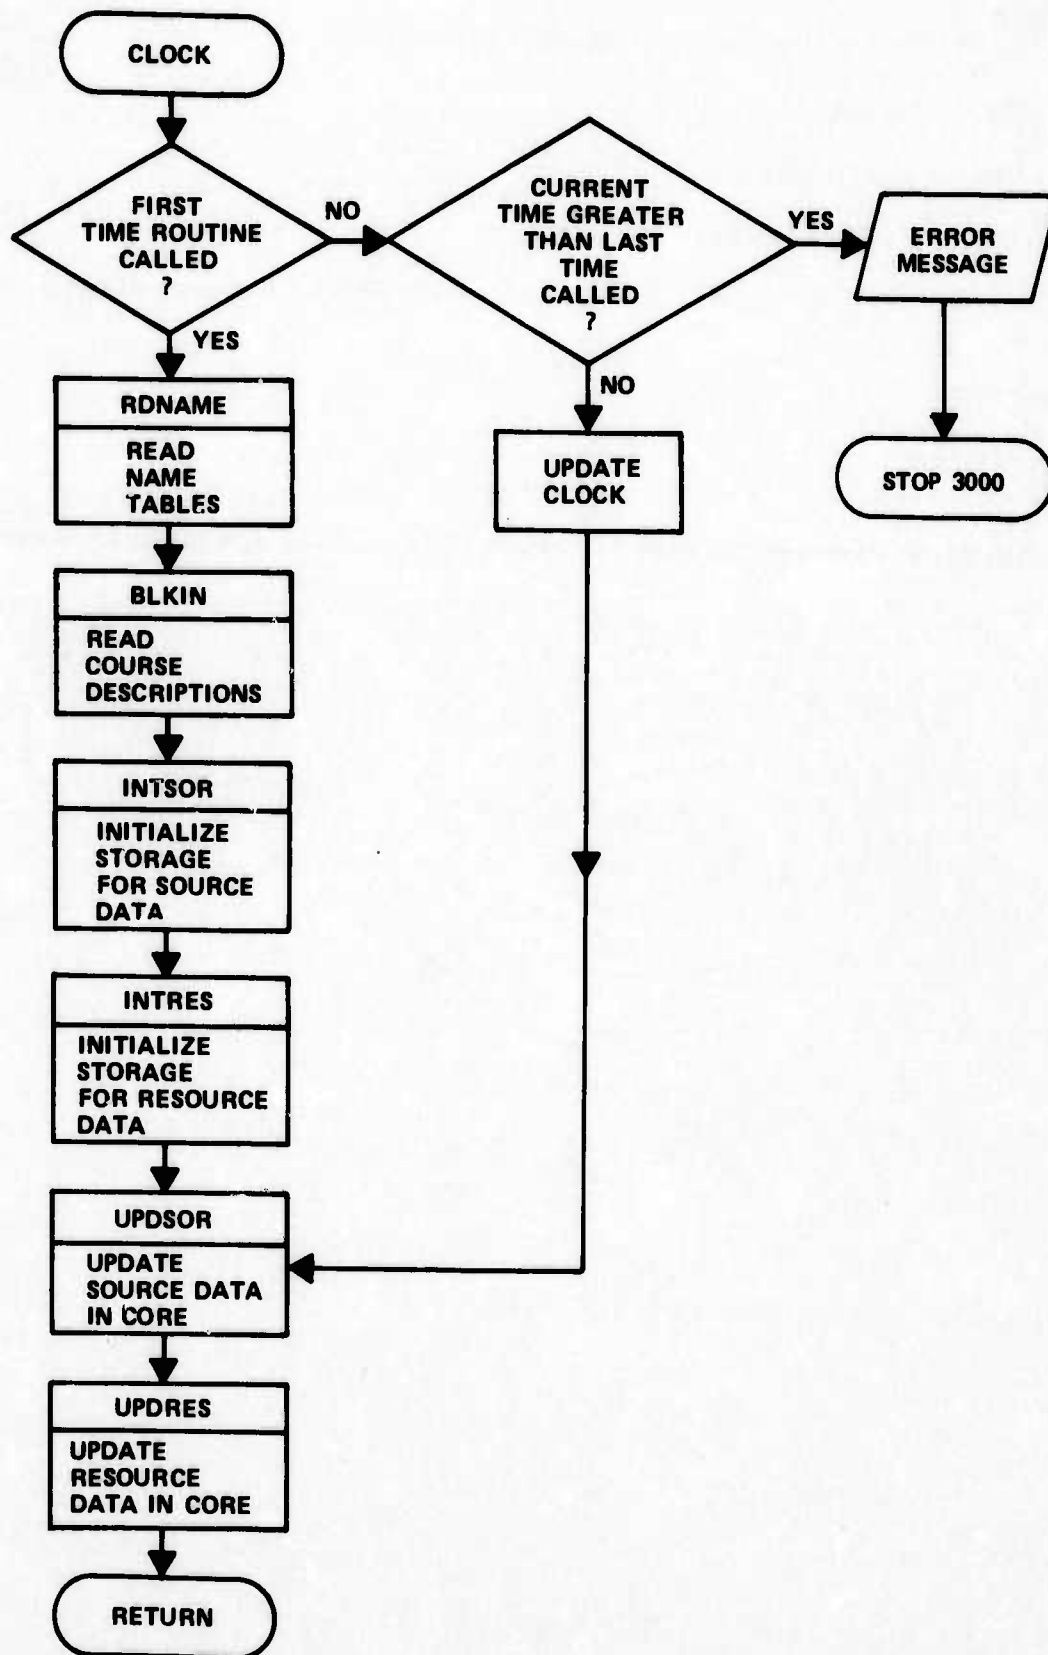 CLOCK
FIRST
TIME ROUTINE
CALLED
?
NO
YES
CURRENT
TIME GREATER
THAN LAST
TIME
CALLED
?
YES
NO
ERROR
MESSAGE
STOP 3000
UPDATE
CLOCK
RDNAME
READ
NAME
TABLES
BLKIN
READ
COURSE
DESCRIPTIONS
INTSOR
INITIALIZE
STORAGE
FOR SOURCE
DATA
INTRES
INITIALIZE
STORAGE
FOR RESOURCE
DATA
UPDSOR
UPDATE
SOURCE DATA
IN CORE
UPDRES
UPDATE
RESOURCE
DATA IN CORE
RETURN